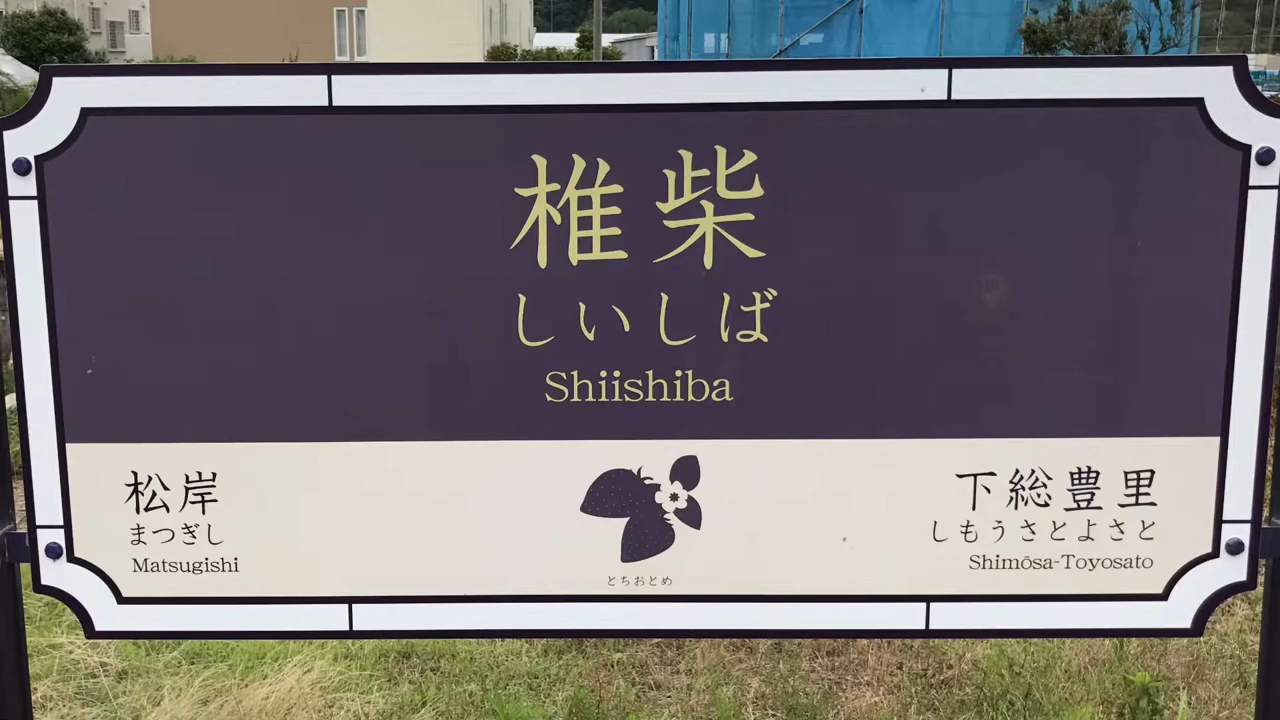 椎柴
しいしば
Shiishiba
松岸
まつぎし
Matsugishi
とちおとめ
下総豊里
しもうさとよさと
Shimōsa-Toyosato